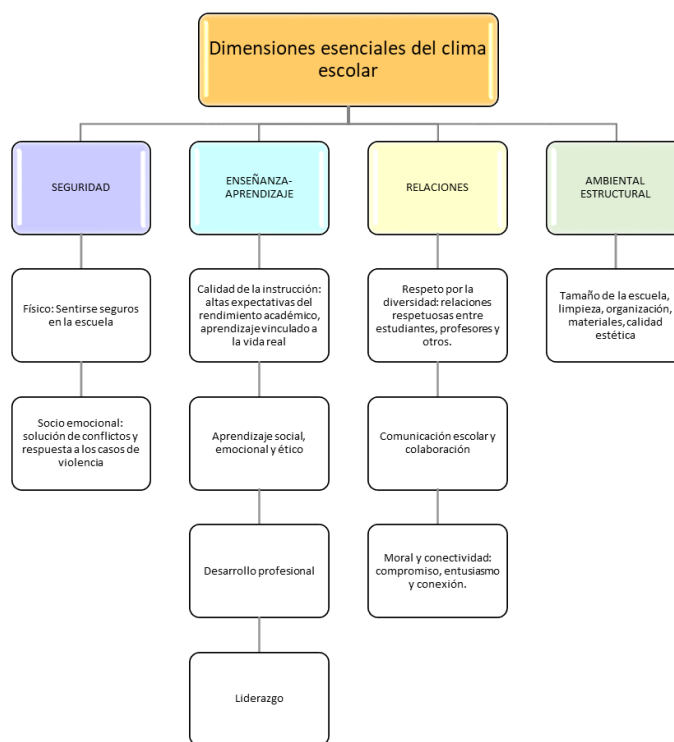 Dimensiones esenciales del clima
escolar
SEGURIDAD
Físico: Sentirse seguros
en la escuela
Socio emocional:
solución de conflictos y
respuesta a los casos de
violencia
ENSEÑANZA-
APRENDIZAJE
Calidad de la instrucción:
altas expectativas del
rendimiento académico,
aprendizaje vinculado a
la vida real
Aprendizaje social,
emocional y ético
Desarrollo profesional
Liderazgo
RELACIONES
Respeto por la
diversidad: relaciones
respetuosas entre
estudiantes, profesores y
otros.
Comunicación escolar y
colaboración
Moral y conectividad:
compromiso, entusiasmo
y conexión.
AMBIENTAL
ESTRUCTURAL
Tamaño de la escuela,
limpieza, organización,
materiales, calidad
estética